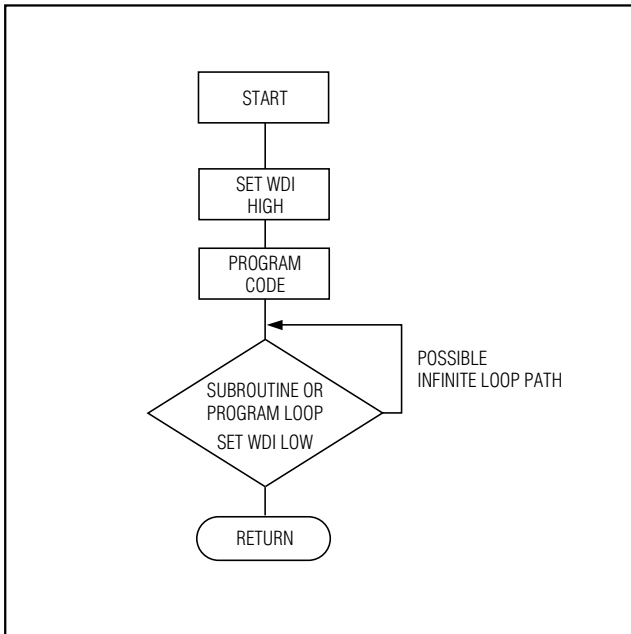 START
SET WDI
HIGH
PROGRAM
CODE
POSSIBLE
INFINITE LOOP PATH
SUBROUTINE OR
PROGRAM LOOP
SET WDI LOW
RETURN